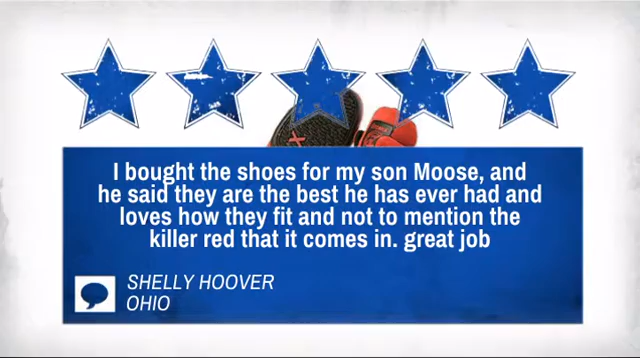 I bought the shoes for my son Moose, and
he said they are the best he has ever had and
loves how they fit and not to mention the
killer red that it comes in. great job
SHELLY HOOVER
OHIO